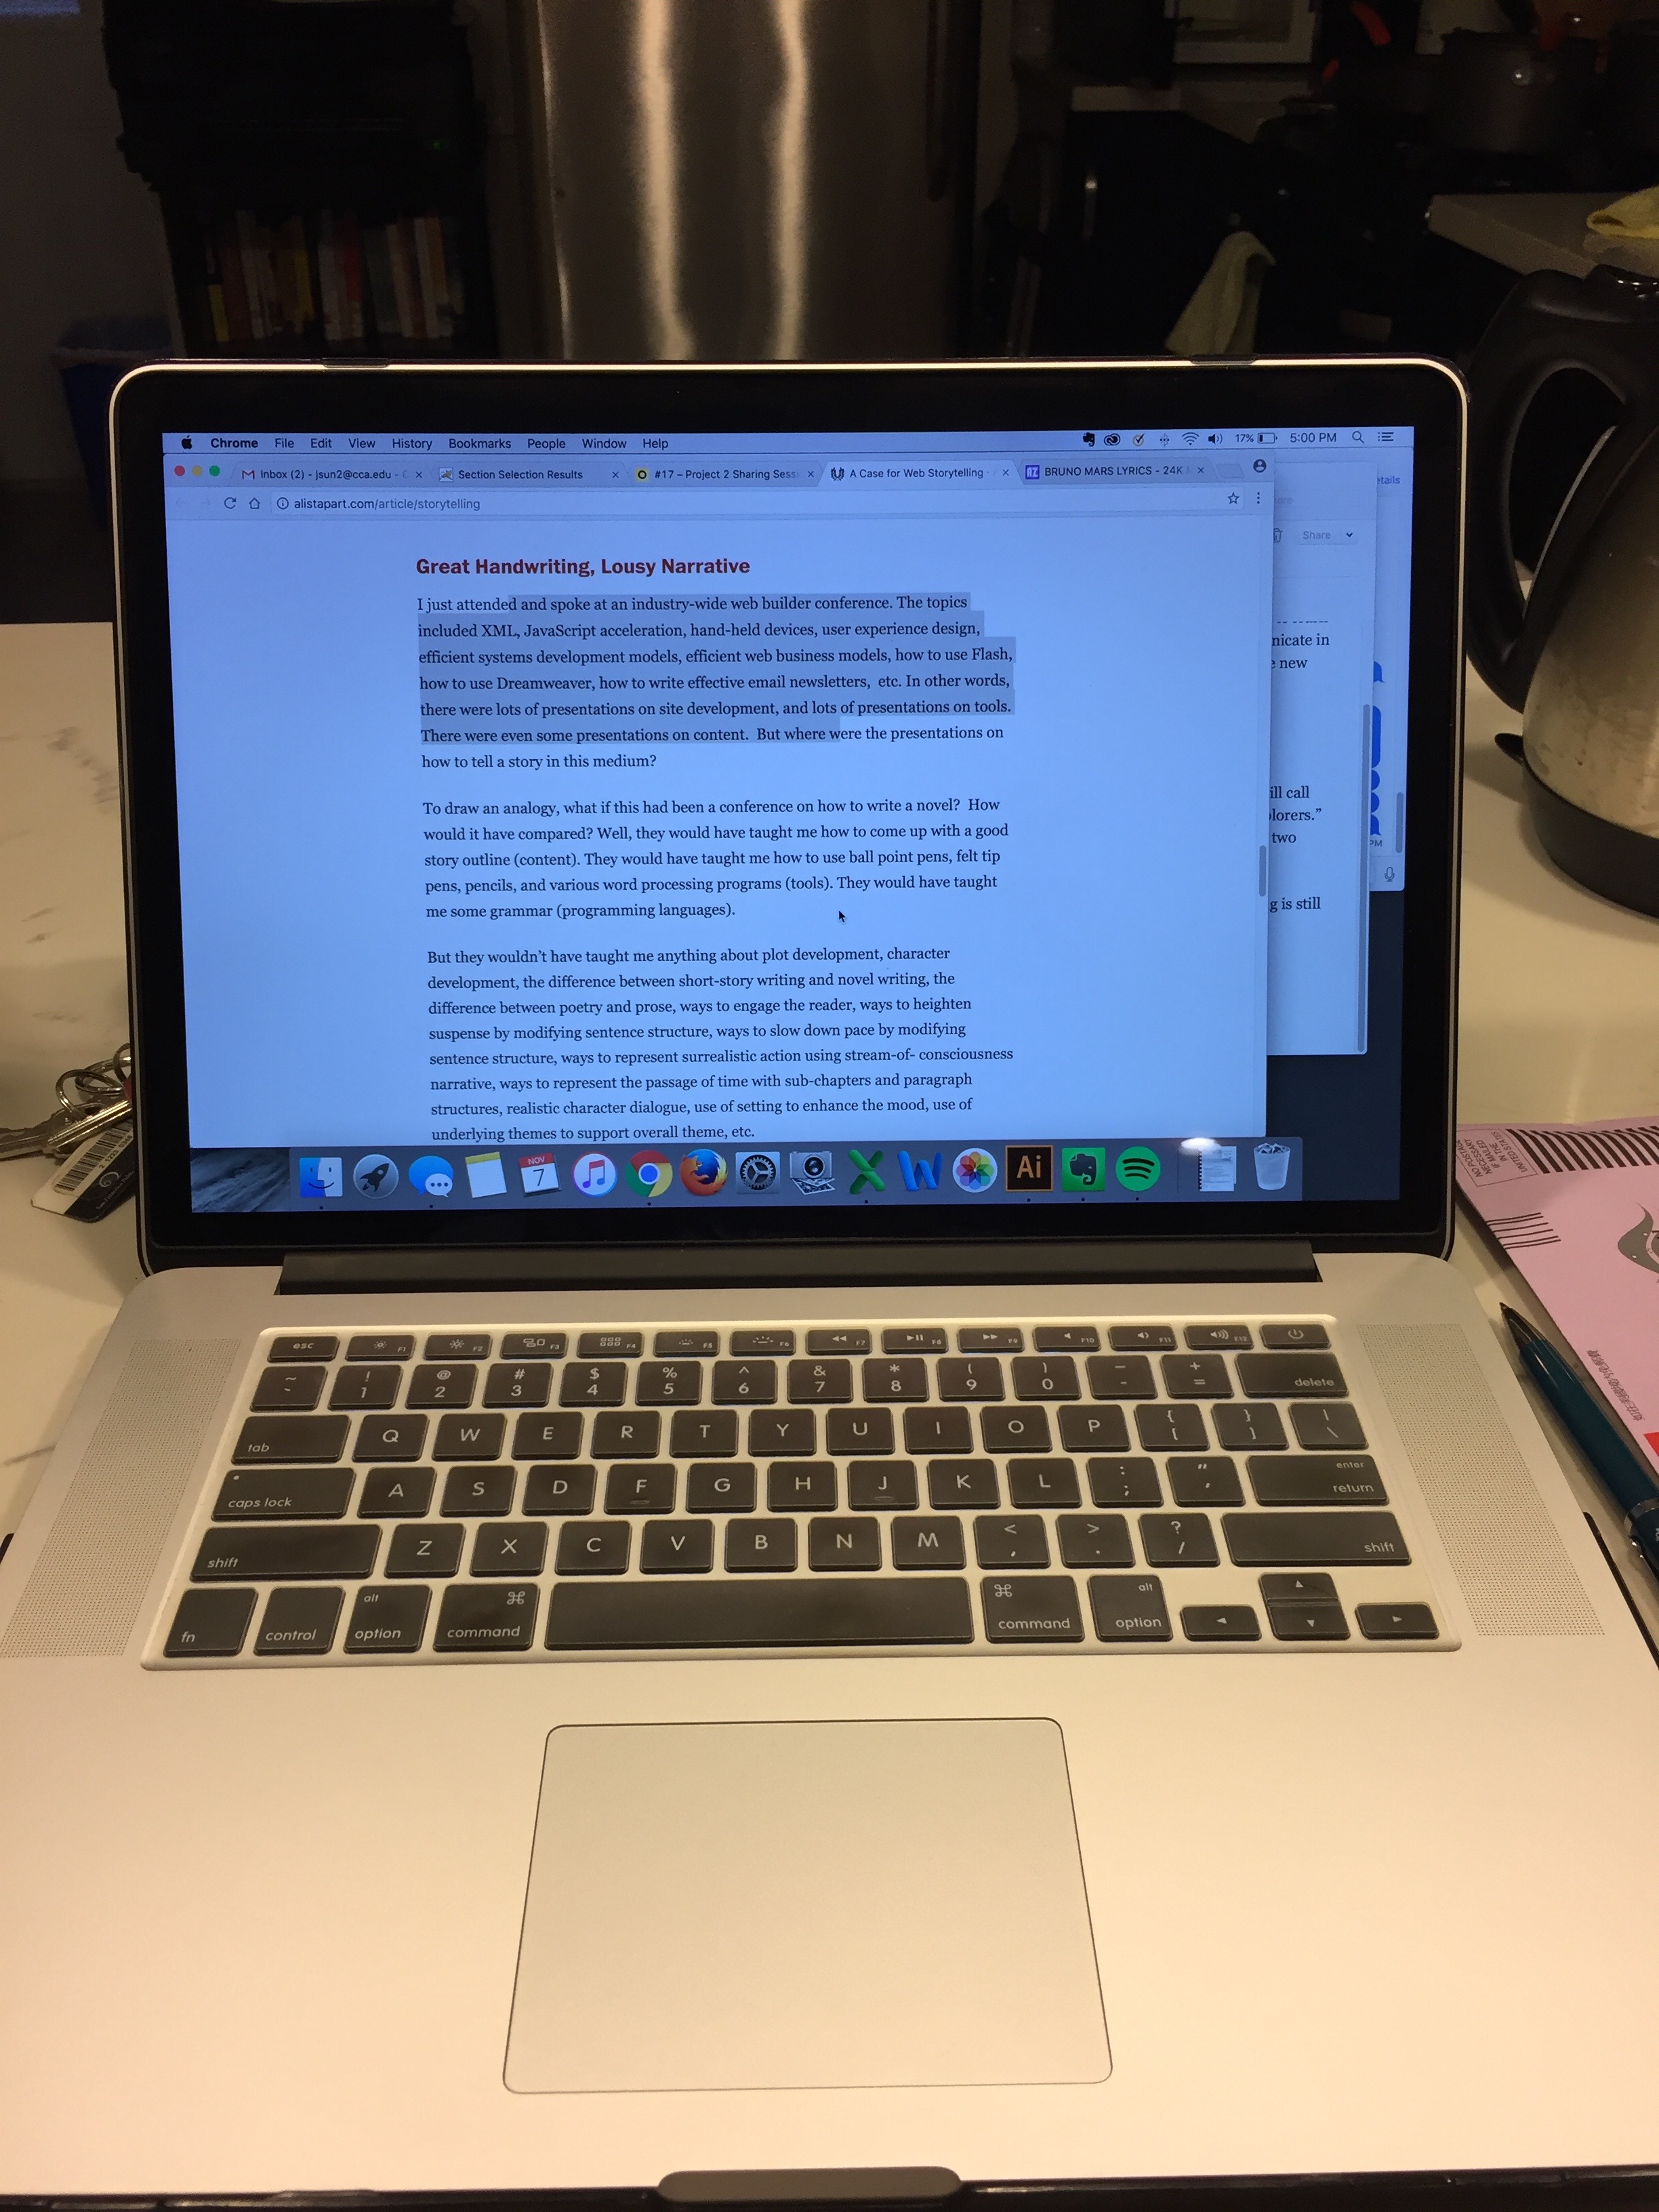 Chrome File Edit View History Bookmarks People Window Help 17% 5:00 PM
Inbox (2) - jsun2@cca.edu - Section Selection Results #17 – Project 2 Sharing Sess A Case for Web Storytelling · BRUNO MARS LYRICS - 24K
tails
alistapart.com/article/storytelling
Share
Great Handwriting, Lousy Narrative
I just attended and spoke at an industry-wide web builder conference. The topics
included XML, JavaScript acceleration, hand-held devices, user experience design,
efficient systems development models, efficient web business models, how to use Flash,
how to use Dreamweaver, how to write effective email newsletters, etc. In other words,
there were lots of presentations on site development, and lots of presentations on tools.
There were even some presentations on content. But where were the presentations on
how to tell a story in this medium?
To draw an analogy, what if this had been a conference on how to write a novel? How
would it have compared? Well, they would have taught me how to come up with a good
story outline (content). They would have taught me how to use ball point pens, felt tip
pens, pencils, and various word processing programs (tools). They would have taught
me some grammar (programming languages).
But they wouldn't have taught me anything about plot development, character
development, the difference between short-story writing and novel writing, the
difference between poetry and prose, ways to engage the reader, ways to heighten
suspense by modifying sentence structure, ways to slow down pace by modifying
sentence structure, ways to represent surrealistic action using stream-of- consciousness
narrative, ways to represent the passage of time with sub-chapters and paragraph
structures, realistic character dialogue, use of setting to enhance the mood, use of
underlying themes to support overall theme, etc.
nicate in
new
ill call
lorers."
two
PM
g is still
NOV
7
Ai
NO POSTAGE
NECESSARY
IF MAILED
IN THE
UNITED STATES
esc F1 F2 F3 F4 F5 F6 F7 F8 F9 F10 F11 F12
~ ! @ # $ % ^ & * ( ) – +
` 1 2 3 4 5 6 7 8 9 0 - = delete
tab Q W E R T Y U I O P { [ } ] | \
caps lock A S D F G H J K L : ; " ' enter return
shift Z X C V B N M < , > . ? / shift
fn control alt option ⌘ command ⌘ command alt option